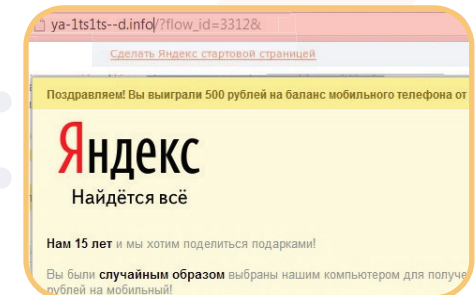 ya-1ts1ts--d.info/?flow_id=3312&
Сделать Яндекс стартовой страницей
Поздравляем! Вы выиграли 500 рублей на баланс мобильного телефона от
Яндекс
Найдётся всё
Нам 15 лет и мы хотим поделиться подарками!
Вы были случайным образом выбраны нашим компьютером для получе
рублей на мобильный!